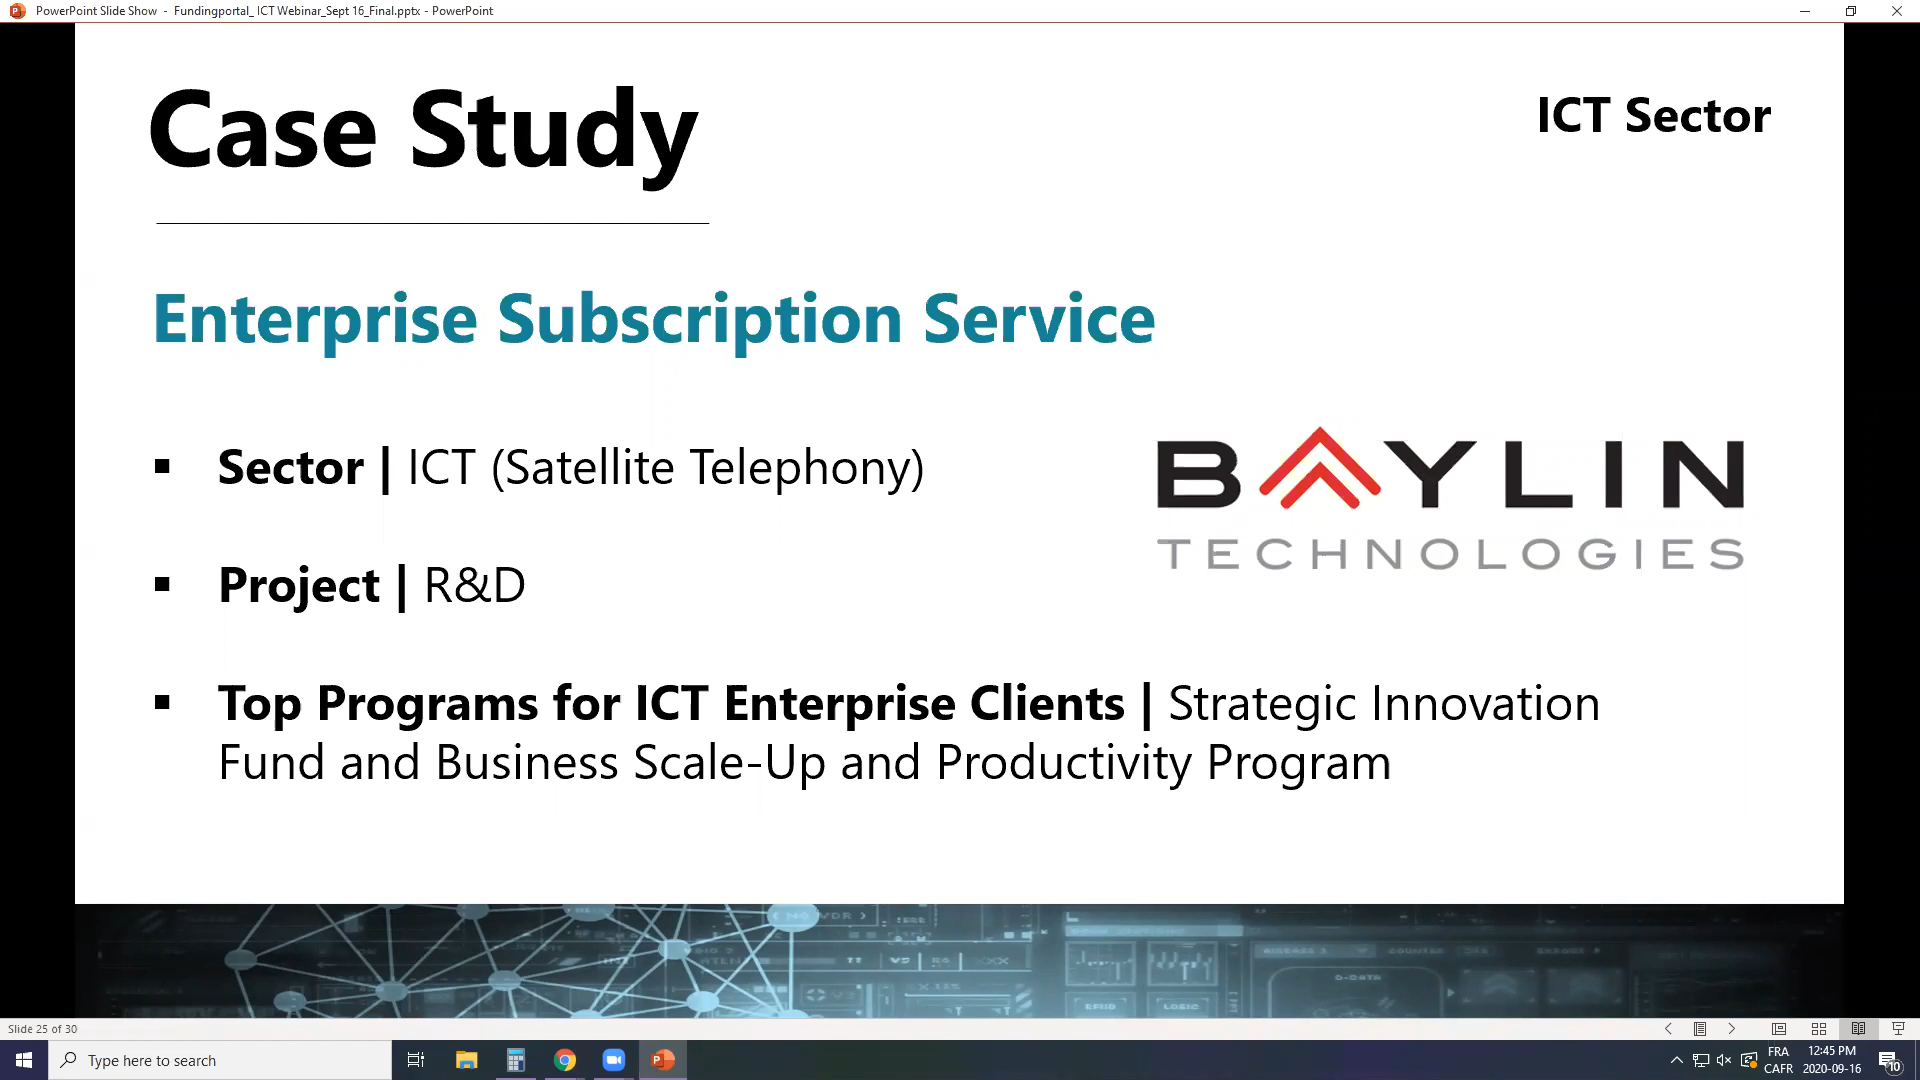 PowerPoint Slide Show - Fundingportal_ ICT Webinar_Sept 16_Final.pptx - PowerPoint
Case Study
ICT Sector
Enterprise Subscription Service
▪ Sector | ICT (Satellite Telephony)
BAYLIN
TECHNOLOGIES
▪ Project | R&D
▪ Top Programs for ICT Enterprise Clients | Strategic Innovation
Fund and Business Scale-Up and Productivity Program
Slide 25 of 30
Type here to search
FRA
CAFR
12:45 PM
2020-09-16
10